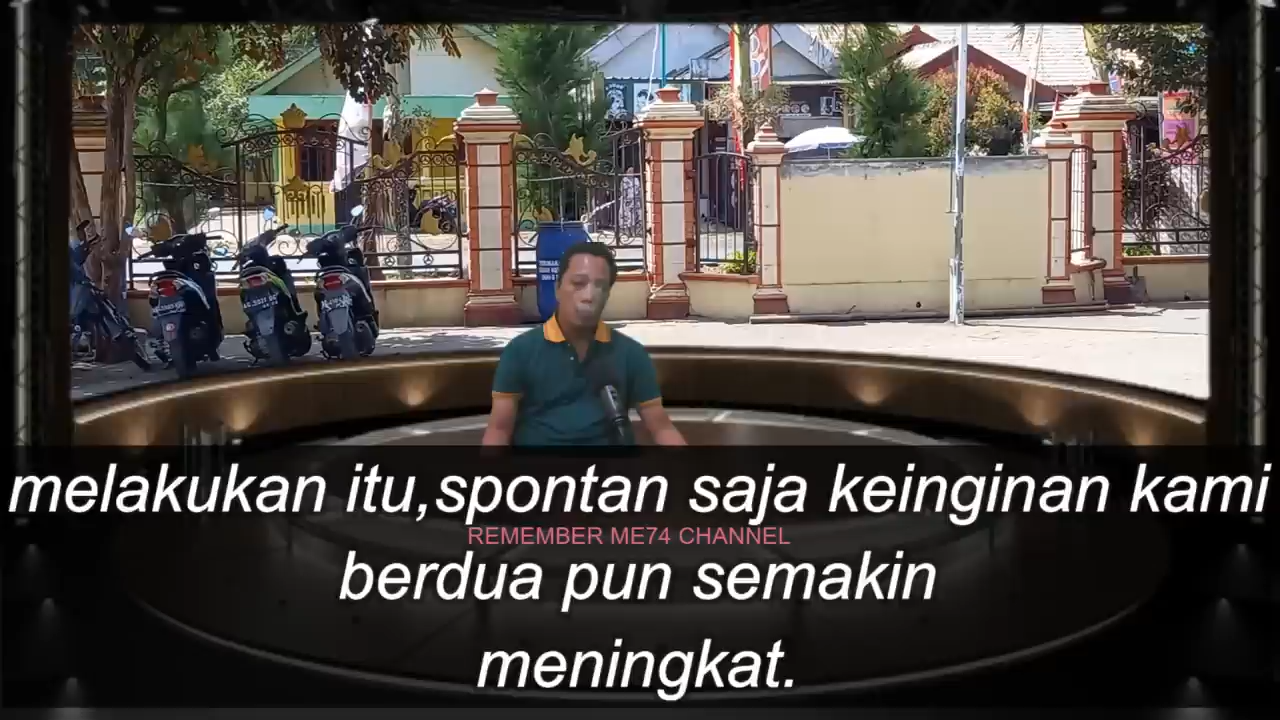 melakukan itu,spontan saja keinginan kami
REMEMBER ME74 CHANNEL
berdua pun semakin
meningkat.